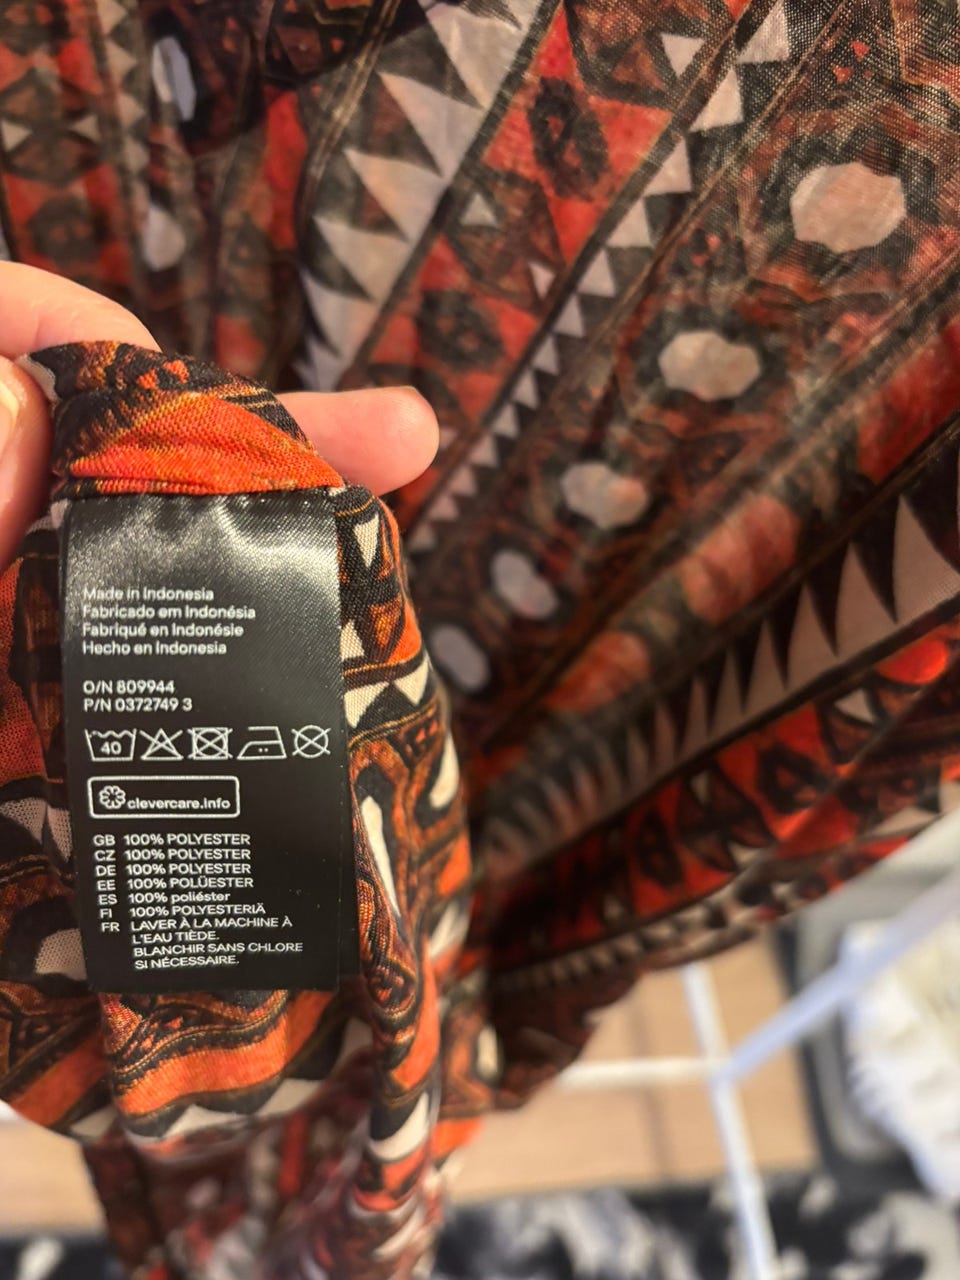 Made in Indonesia
Fabricado em Indonésia
Fabriqué en Indonésie
Hecho en Indonesia
O/N 809944
P/N 0372749 3
40
clevercare.info
GB 100% POLYESTER
CZ 100% POLYESTER
DE 100% POLYESTER
EE 100% POLÜESTER
ES 100% poliéster
FI 100% POLYESTERIÄ
FR LAVER À LA MACHINE À
L'EAU TIÈDE.
BLANCHIR SANS CHLORE
SI NÉCESSAIRE.